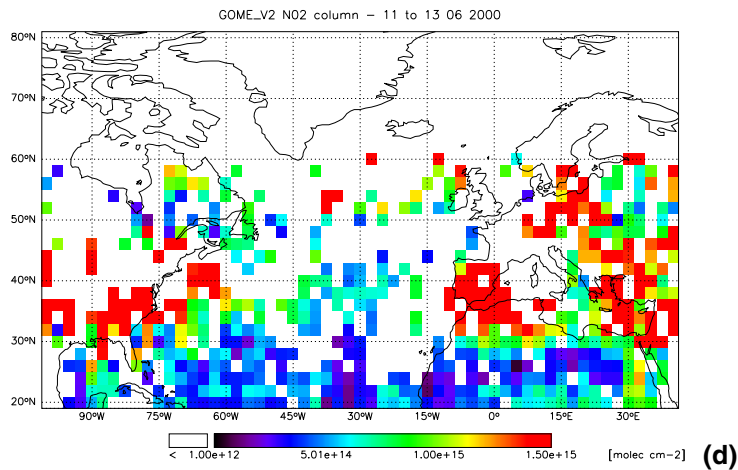 GOME_V2 NO2 column – 11 to 13 06 2000
80°N
70°N
60°N
50°N
40°N
30°N
20°N
90°W 75°W 60°W 45°W 30°W 15°W 0°E 15°E 30°E
< 1.00e+12 5.01e+14 1.00e+15 1.50e+15 [molec cm-2]
(d)